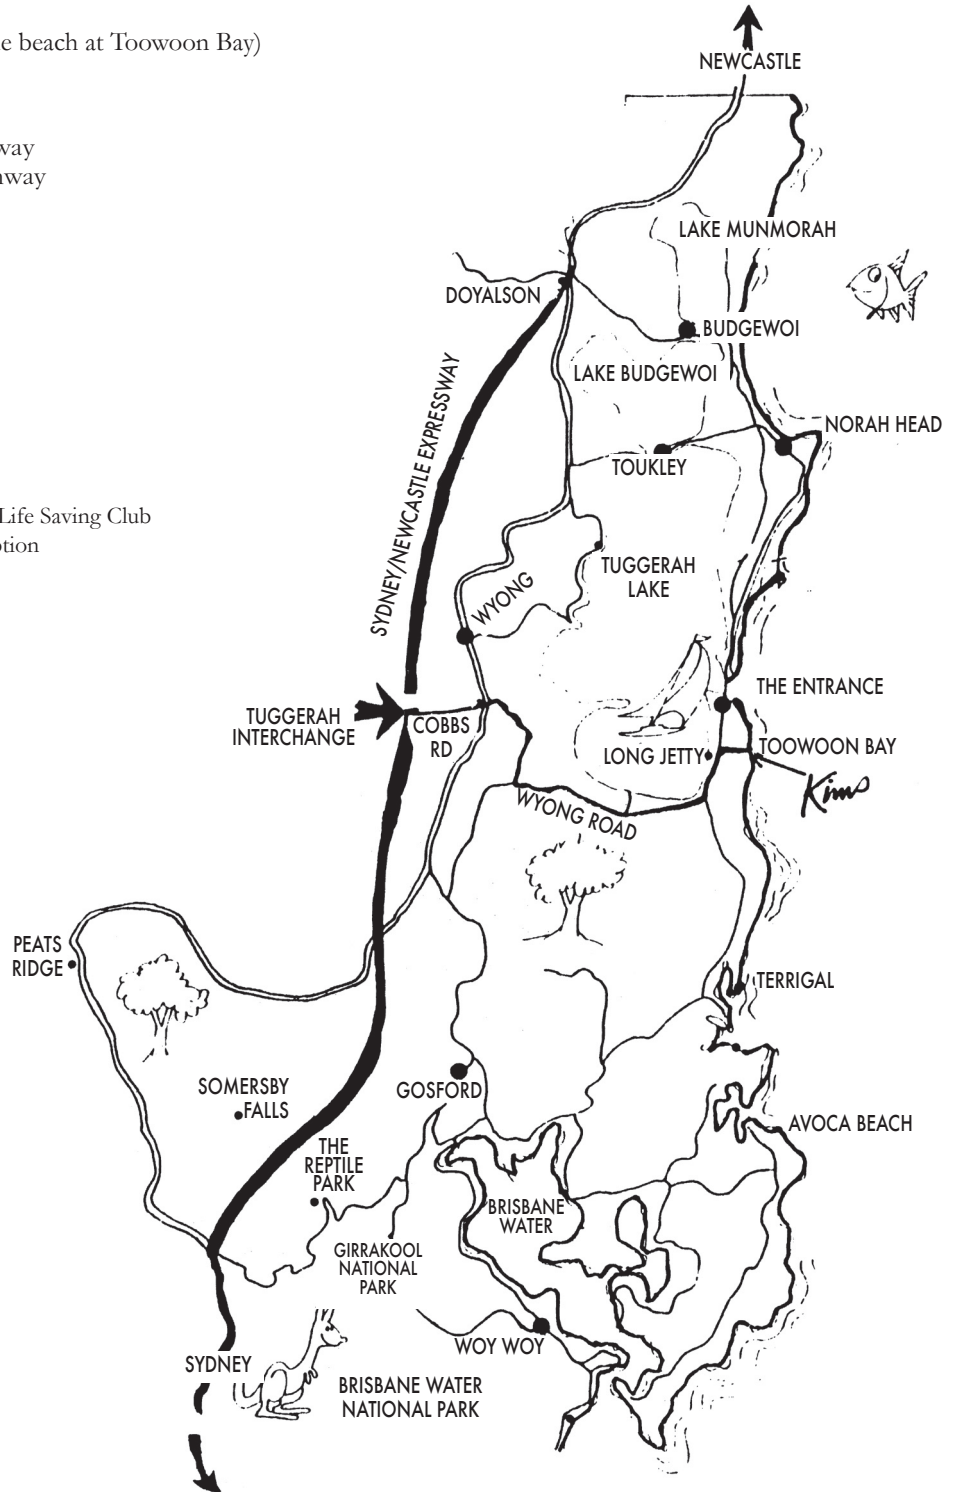 e beach at Toowoon Bay)
NEWCASTLE
way
LAKE MUNMORAH
DOYALSON
BUDGEWOI
LAKE BUDGEWOI
SYDNEY/NEWCASTLE EXPRESSWAY
NORAH HEAD
TOUKLEY
Life Saving Club
TUGGERAH
LAKE
WYONG
THE ENTRANCE
TUGGERAH
INTERCHANGE
COBBS
RD
LONG JETTY
TOOWOON BAY
Kims
WYONG ROAD
PEATS
RIDGE
TERRIGAL
SOMERSBY
FALLS
GOSFORD
AVOCA BEACH
THE
REPTILE
PARK
BRISBANE
WATER
GIRRAKOOL
NATIONAL
PARK
WOY WOY
SYDNEY
BRISBANE WATER
NATIONAL PARK